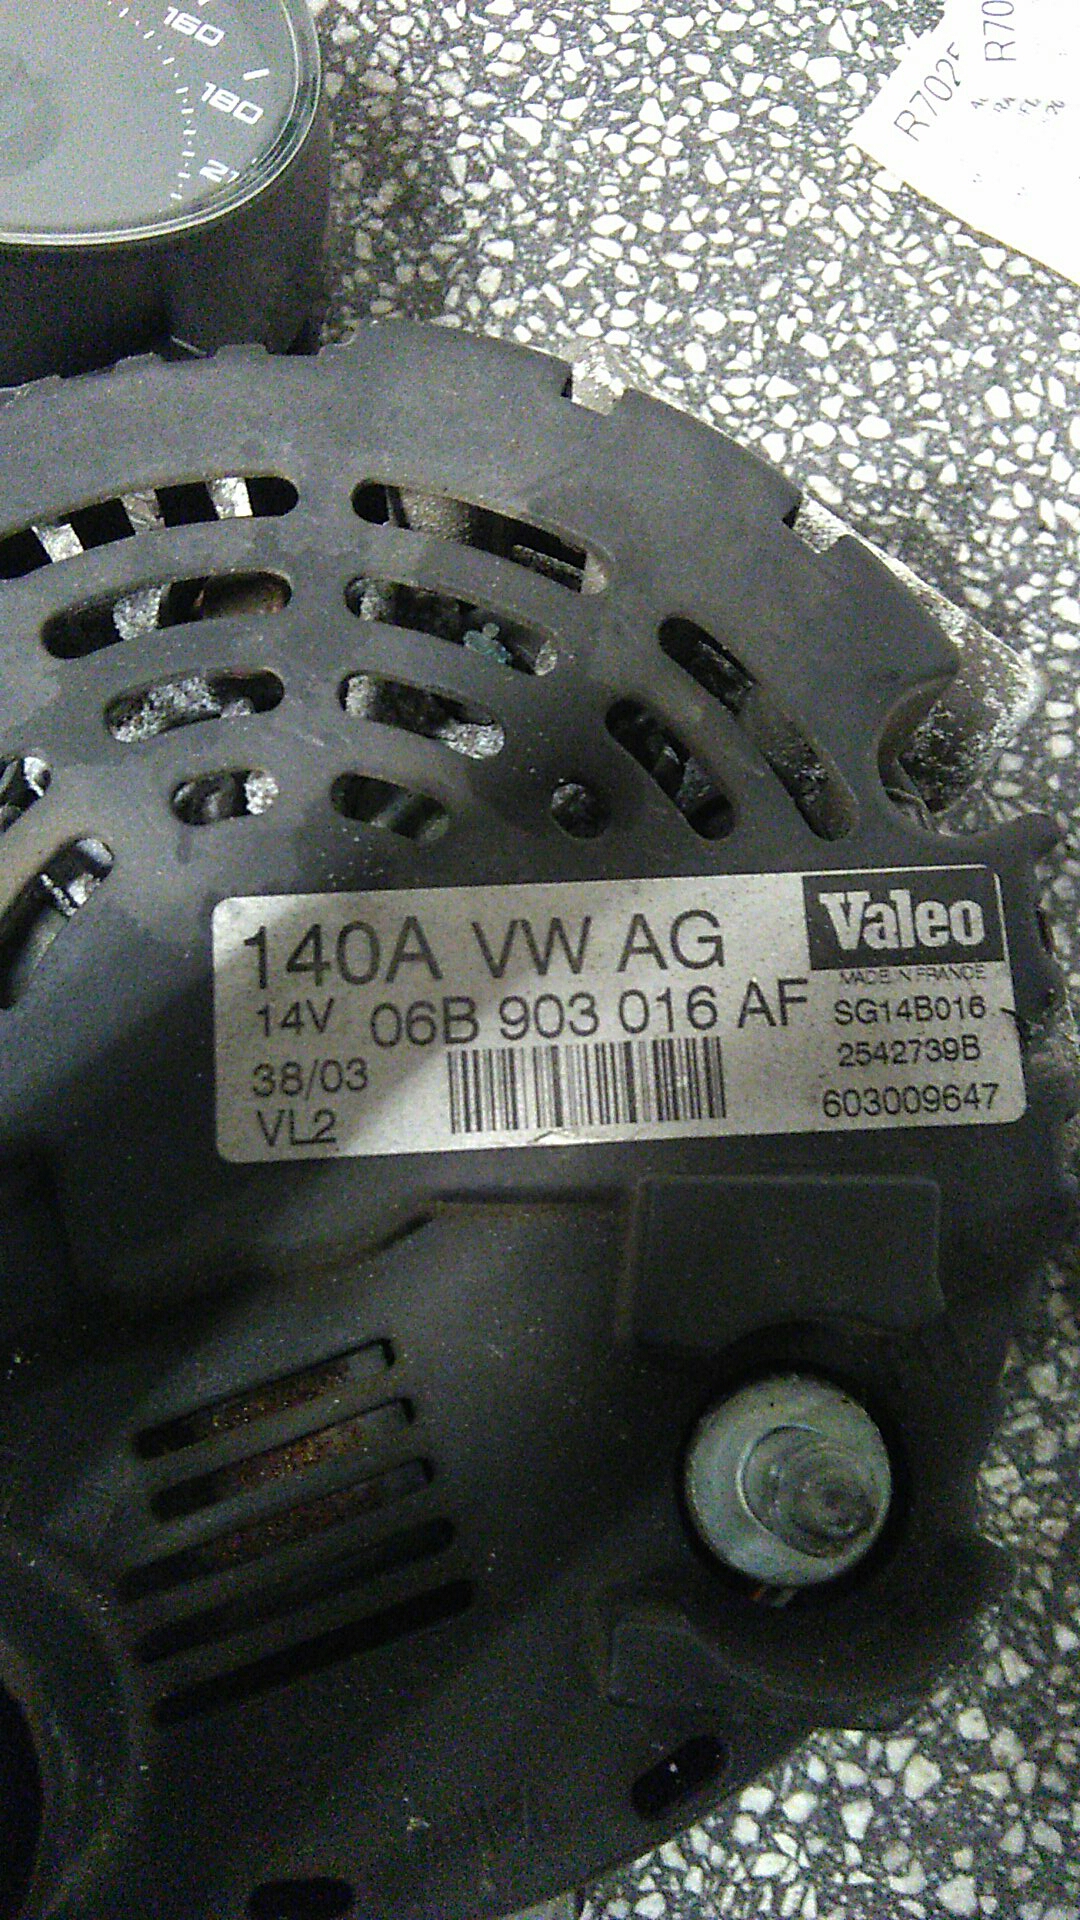 160
180
R702
R70
140A VW AG
Valeo
MADE IN FRANCE
14V 06B 903 016 AF
SG14B016
38/03
2542739B
VL2
603009647